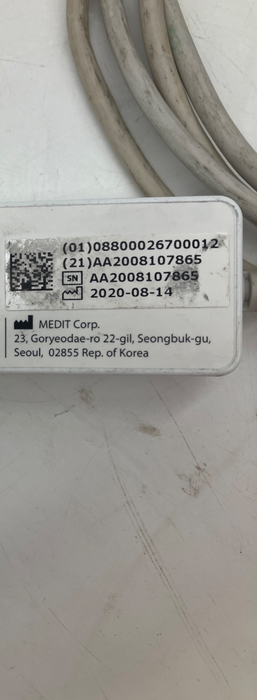 (01)08800026700012
(21)AA2008107865
SN AA2008107865
2020-08-14
MEDIT Corp.
23, Goryeodae-ro 22-gil, Seongbuk-gu,
Seoul, 02855 Rep. of Korea